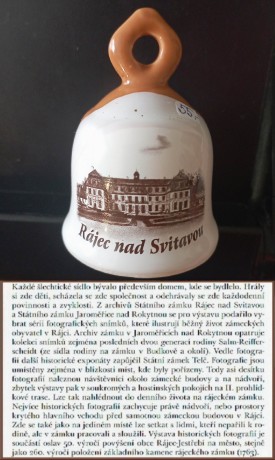 Rájec nad Svitavou
Každé šlechtické sídlo bývalo především domem, kde se bydlelo. Hrály
si zde děti, scházela se zde společnost a odehrávaly se zde každodenní
povinnosti a zvyklosti. Z archivů Státního zámku Rájec nad Svitavou
a Státního zámku Jaroměřice nad Rokytnou se pro výstavu podařilo vy-
brat sérii fotografických snímků, které ilustrují běžný život zámeckých
obyvatel v Rájci. Archiv zámku v Jaroměřicích nad Rokytnou opatruje
kolekci snímků zejména posledních dvou generací rodiny Salm-Reiffer-
scheidt (ze sídla rodiny na zámku v Budkově a okolí). Vedle fotogra-
fií další historické exponáty zapůjčil Státní zámek Telč. Fotografie jsou
umístěny zejména v blízkosti míst, kde byly pořízeny. Tedy asi desítku
fotografií naleznou návštěvníci okolo zámecké budovy a na nádvoří,
zbytek výstavy pak v soukromých a hostinských pokojích na II. prohlíd-
kové trase. Lze tak nahlédnout do denního života na rájeckém zámku.
Nejvíce historických fotografií zachycuje právě nádvoří, nebo prostory
krytého hlavního vchodu před samotnou zámeckou budovou v Rájci.
Zde se také jako na jediném místě lze setkat s lidmi, kteří nepatřili k ro-
dině, ale v zámku pracovali a sloužili. Výstava historických fotografií je
součástí oslav 50. výročí povýšení obce Rájec-Jestřebí na město, stejně
jako 260. výročí položení základního kamene rájeckého zámku (1763).